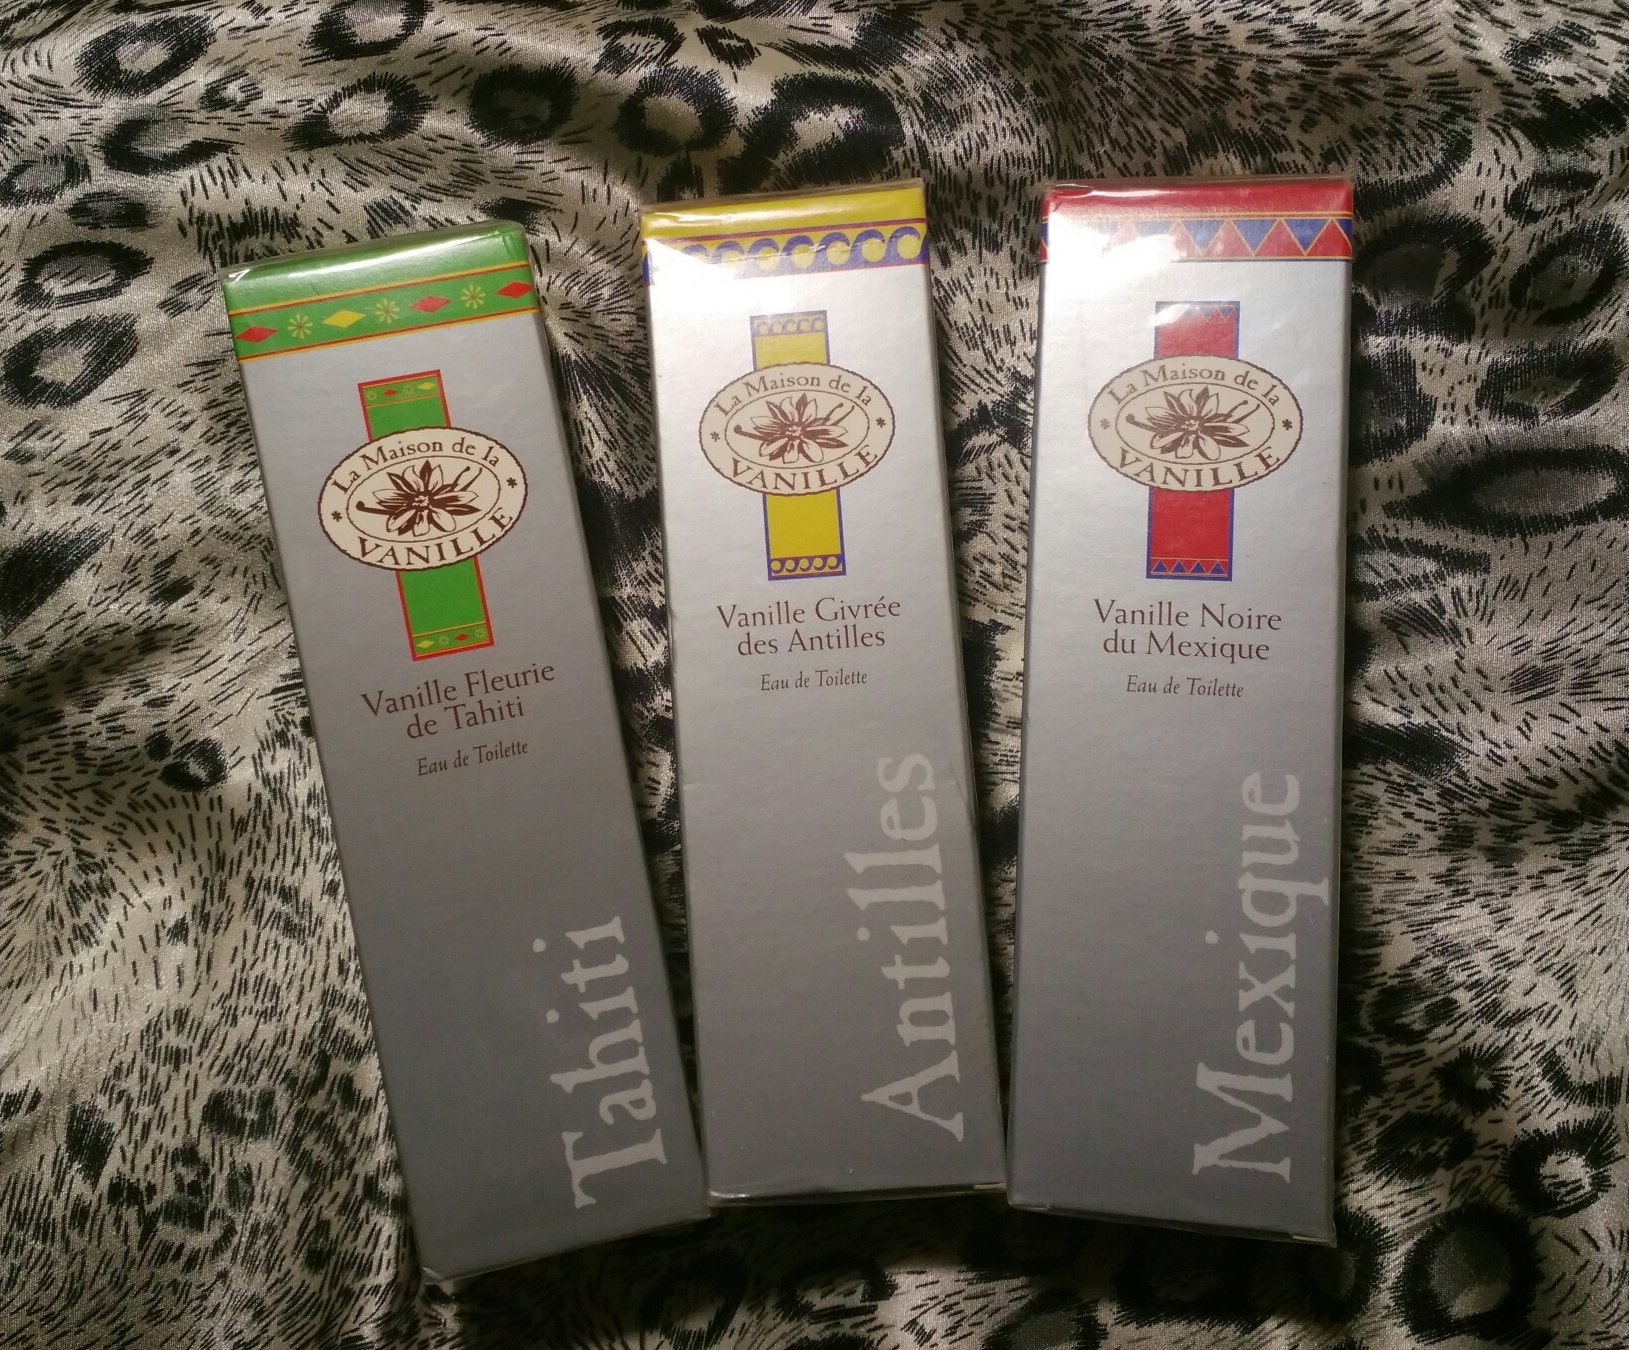 La Maison de la
VANILLE
Vanille Fleurie
de Tahiti
Eau de Toilette
Tahiti
La Maison de la
VANILLE
Vanille Givrée
des Antilles
Eau de Toilette
Antilles
La Maison de la
VANILLE
Vanille Noire
du Mexique
Eau de Toilette
Mexique